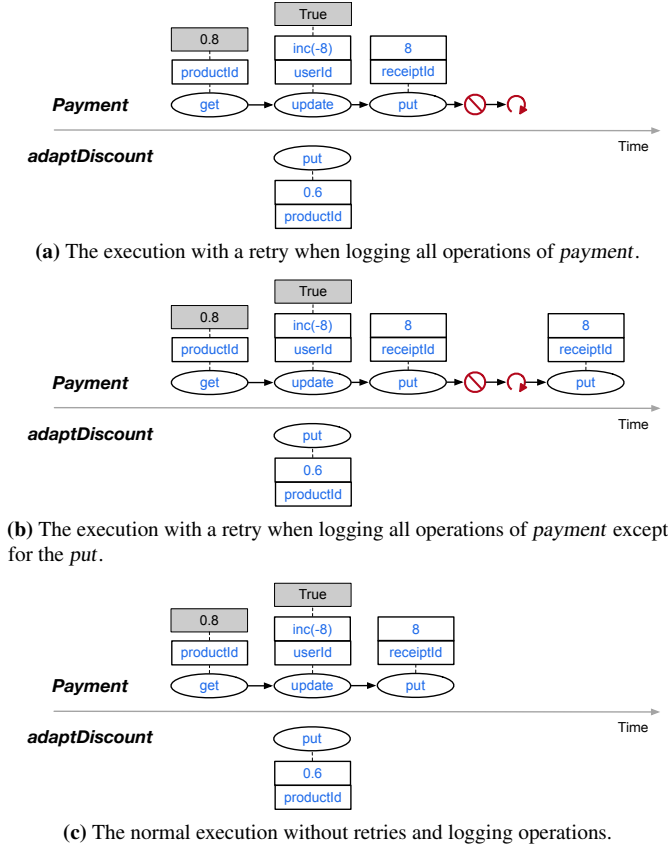 True
0.8 inc(-8) 8
productId userId receiptId
Payment get update put
Time
adaptDiscount put
0.6
productId
(a) The execution with a retry when logging all operations of payment.
True
0.8 inc(-8) 8 8
productId userId receiptId receiptId
Payment get update put put
Time
adaptDiscount put
0.6
productId
(b) The execution with a retry when logging all operations of payment except
for the put.
True
0.8 inc(-8) 8
productId userId receiptId
Payment get update put
Time
adaptDiscount put
0.6
productId
(c) The normal execution without retries and logging operations.